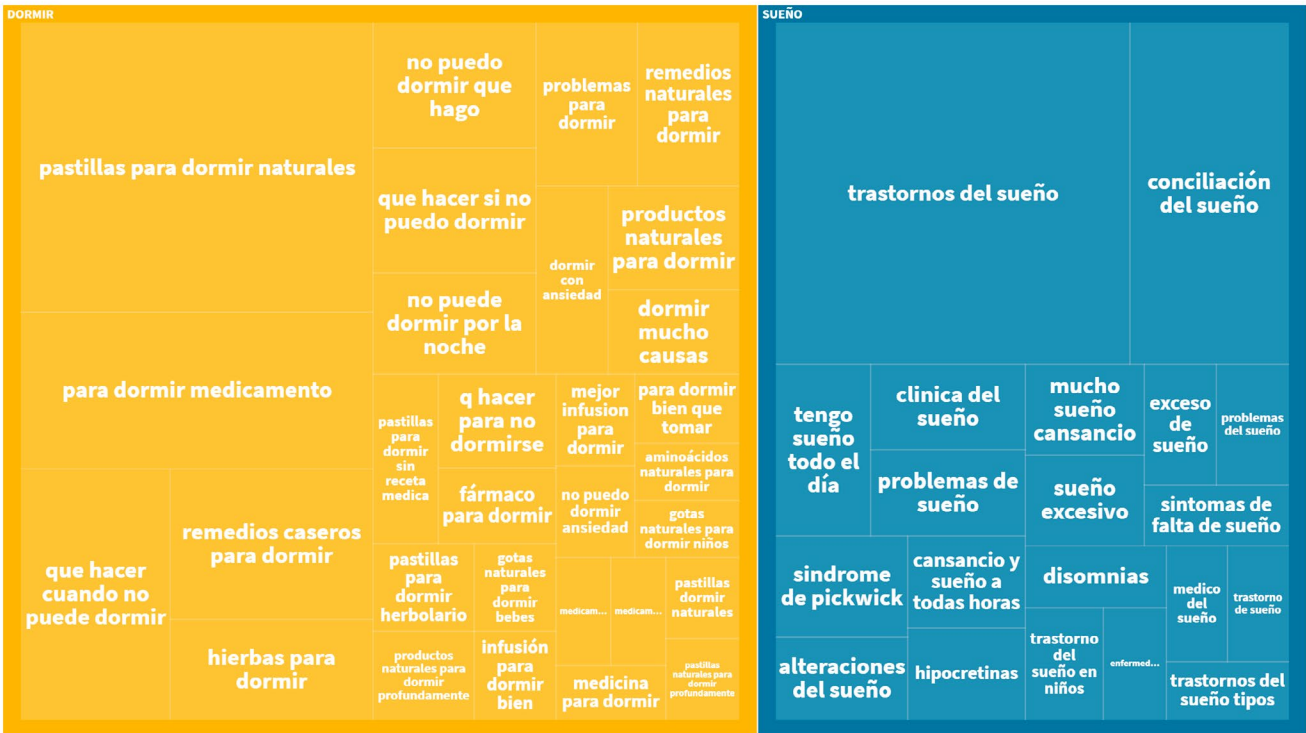 DORMIR
pastillas para dormir naturales
para dormir medicamento
que hacer
cuando no
puede dormir
remedios caseros
para dormir
hierbas para
dormir
no puedo
dormir que
hago
que hacer si no
puedo dormir
no puede
dormir por la
noche
problemas
para
dormir
remedios
naturales
para
dormir
dormir
con
ansiedad
productos
naturales
para dormir
dormir
mucho
causas
pastillas
para
dormir
sin
receta
medica
q hacer
para no
dormirse
fármaco
para dormir
mejor
infusion
para
dormir
no puedo
dormir
ansiedad
para dormir
bien que
tomar
aminoácidos
naturales para
dormir
gotas
naturales para
dormir niños
pastillas
para
dormir
herbolario
productos
naturales para
dormir
profundamente
gotas
naturales
para
dormir
bebes
infusión
para
dormir
bien
medicam...
medicam...
medicina
para dormir
pastillas
dormir
naturales
pastillas
naturales para
dormir
profundamente
SUEÑO
trastornos del sueño
conciliación
del sueño
tengo
sueño
todo el
día
clinica del
sueño
problemas de
sueño
mucho
sueño
cansancio
sueño
excesivo
exceso
de
sueño
problemas
del sueño
sintomas de
falta de sueño
sindrome
de pickwick
alteraciones
del sueño
cansancio y
sueño a
todas horas
hipocretinas
disomnias
trastorno
del
sueño en
niños
enfermed...
medico
del
sueño
trastorno
de sueño
trastornos del
sueño tipos